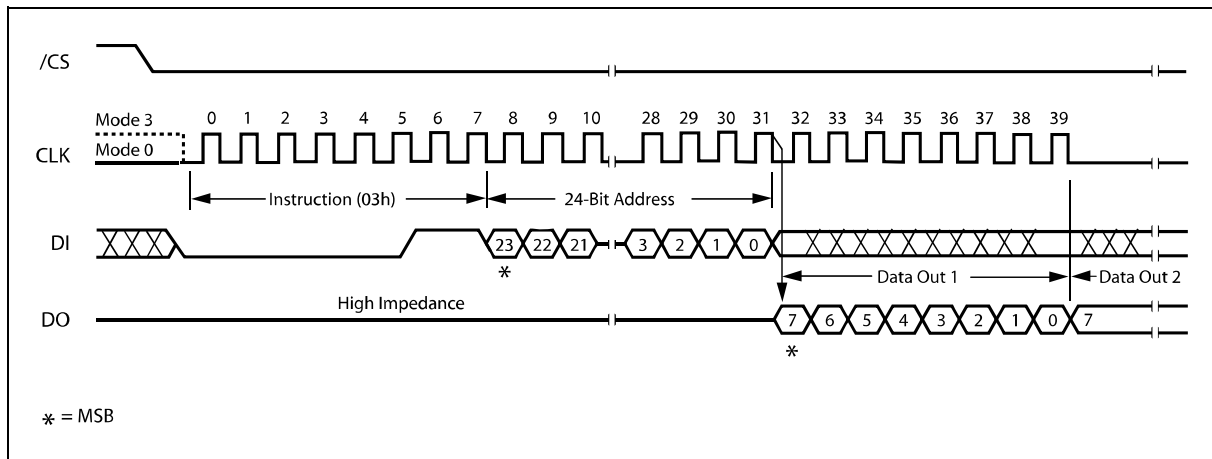 /CS
Mode 3
0 1 2 3 4 5 6 7 8 9 10 28 29 30 31 32 33 34 35 36 37 38 39
CLK
Mode 0
Instruction (03h) 24-Bit Address
DI
23 22 21 3 2 1 0
*
Data Out 1 Data Out 2
High Impedance
DO
7 6 5 4 3 2 1 0 7
*
* = MSB